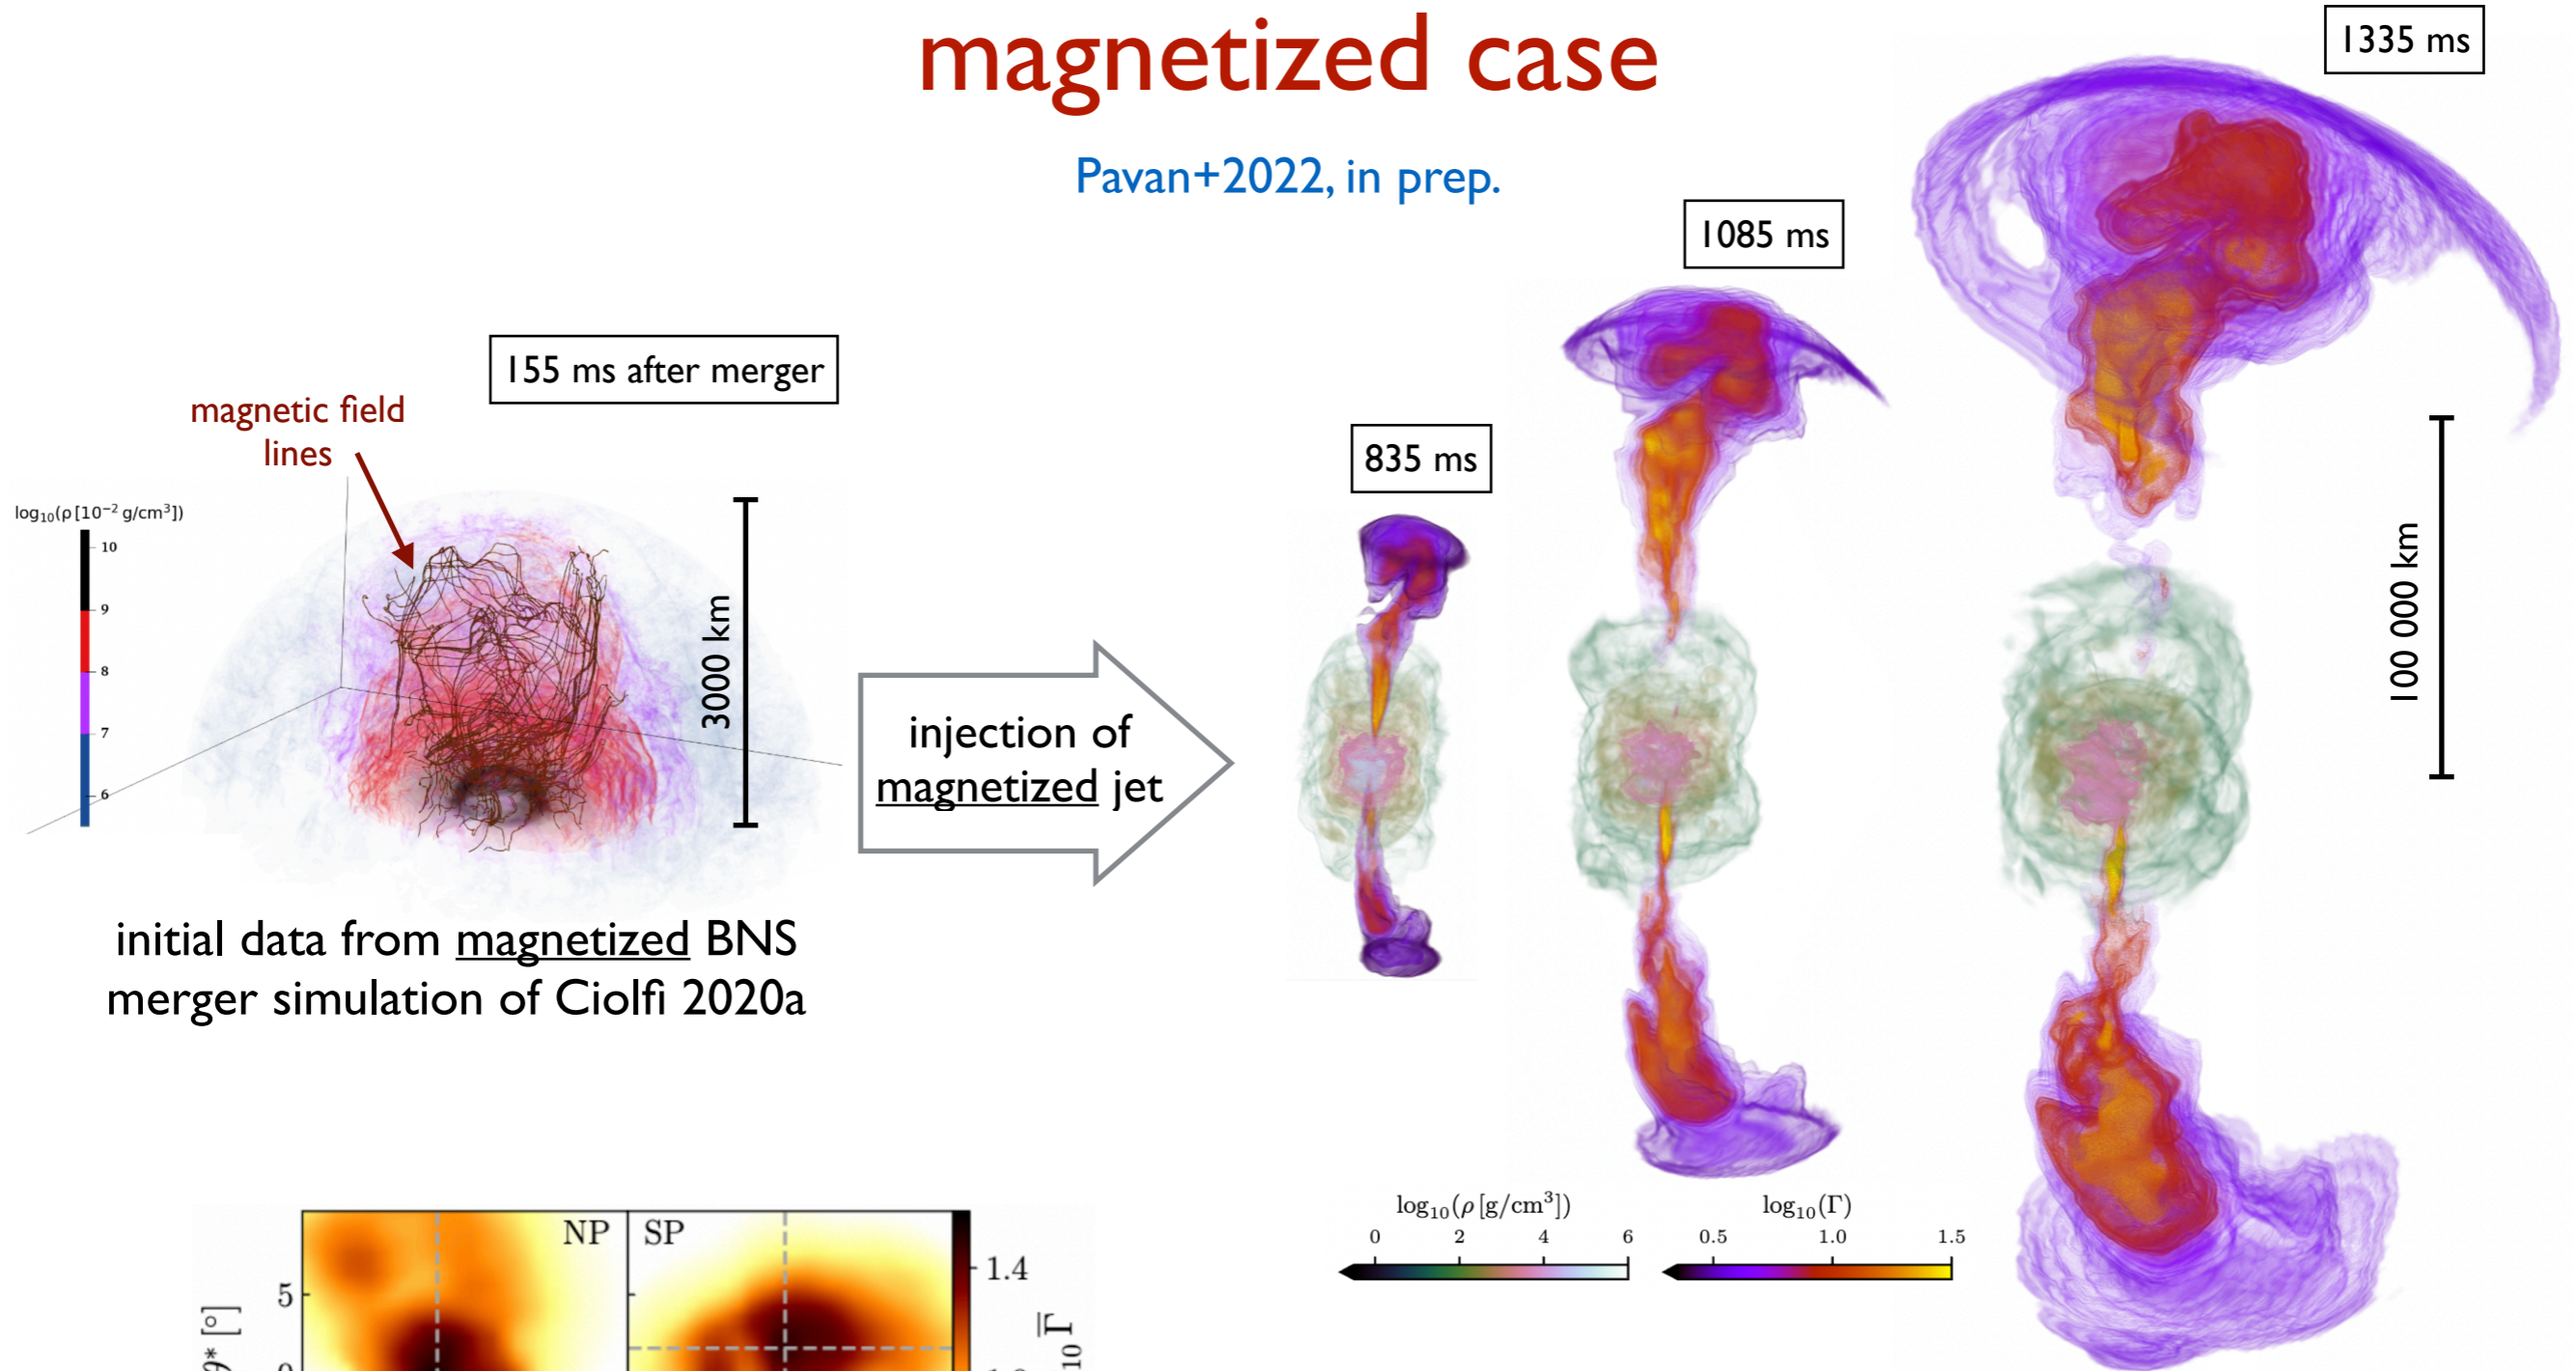 magnetized case
Pavan+2022, in prep.
1335 ms
1085 ms
835 ms
155 ms after merger
magnetic field
lines
log₁₀(ρ [10⁻² g/cm³])
10
9
8
7
6
3000 km
injection of
magnetized jet
100 000 km
initial data from magnetized BNS
merger simulation of Ciolfi 2020a
log₁₀(ρ [g/cm³])
0 2 4 6
log₁₀(Γ)
0.5 1.0 1.5
NP SP
1.4
5
[°]